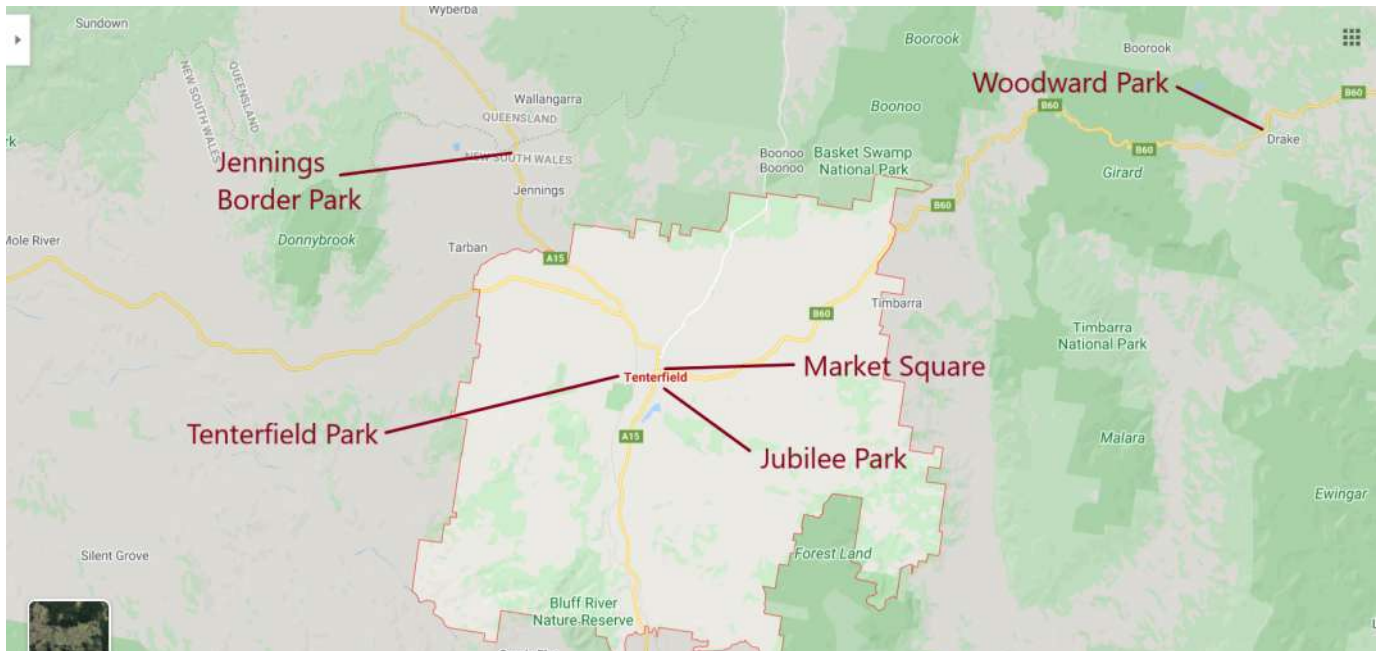 Sundown
Wyberba
Boorook
Boorook
NEW SOUTH WALES
QUEENSLAND
Woodward Park
B60
B60
Wallangarra
QUEENSLAND
Boonoo
Drake
Jennings
Border Park
NEW SOUTH WALES
Boonoo
Boonoo
Basket Swamp
National Park
B60
Girard
Jennings
B60
Mole River
Donnybrook
Tarban
A15
Timbarra
B60
Timbarra
National Park
Market Square
Tenterfield
Tenterfield Park
A15
Malara
Jubilee Park
Ewingar
Silent Grove
Forest Land
Bluff River
Nature Reserve